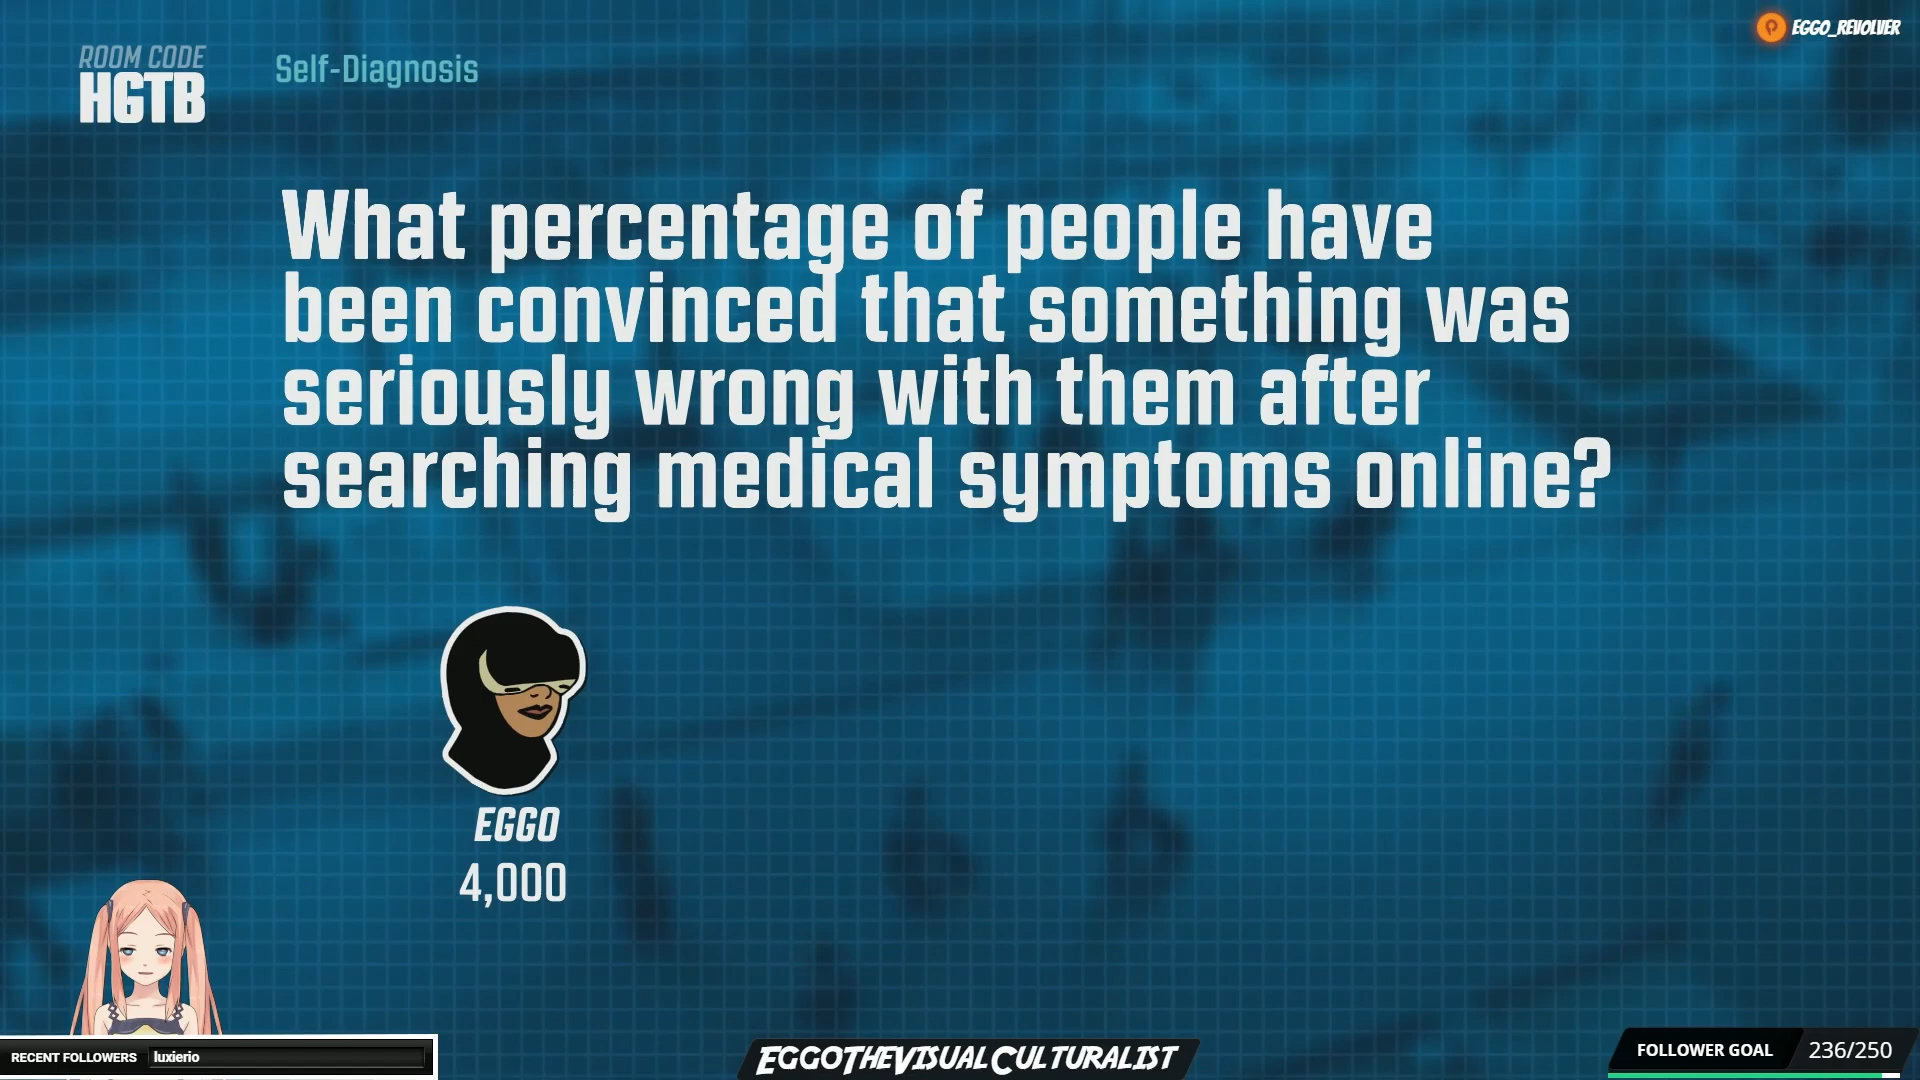 ROOM CODE
HGTB
Self-Diagnosis
EGGO_REVOLVER
What percentage of people have
been convinced that something was
seriously wrong with them after
searching medical symptoms online?
EGGO
4,000
RECENT FOLLOWERS luxierio
EGGOTHEVISUALCULTURALIST
FOLLOWER GOAL 236/250